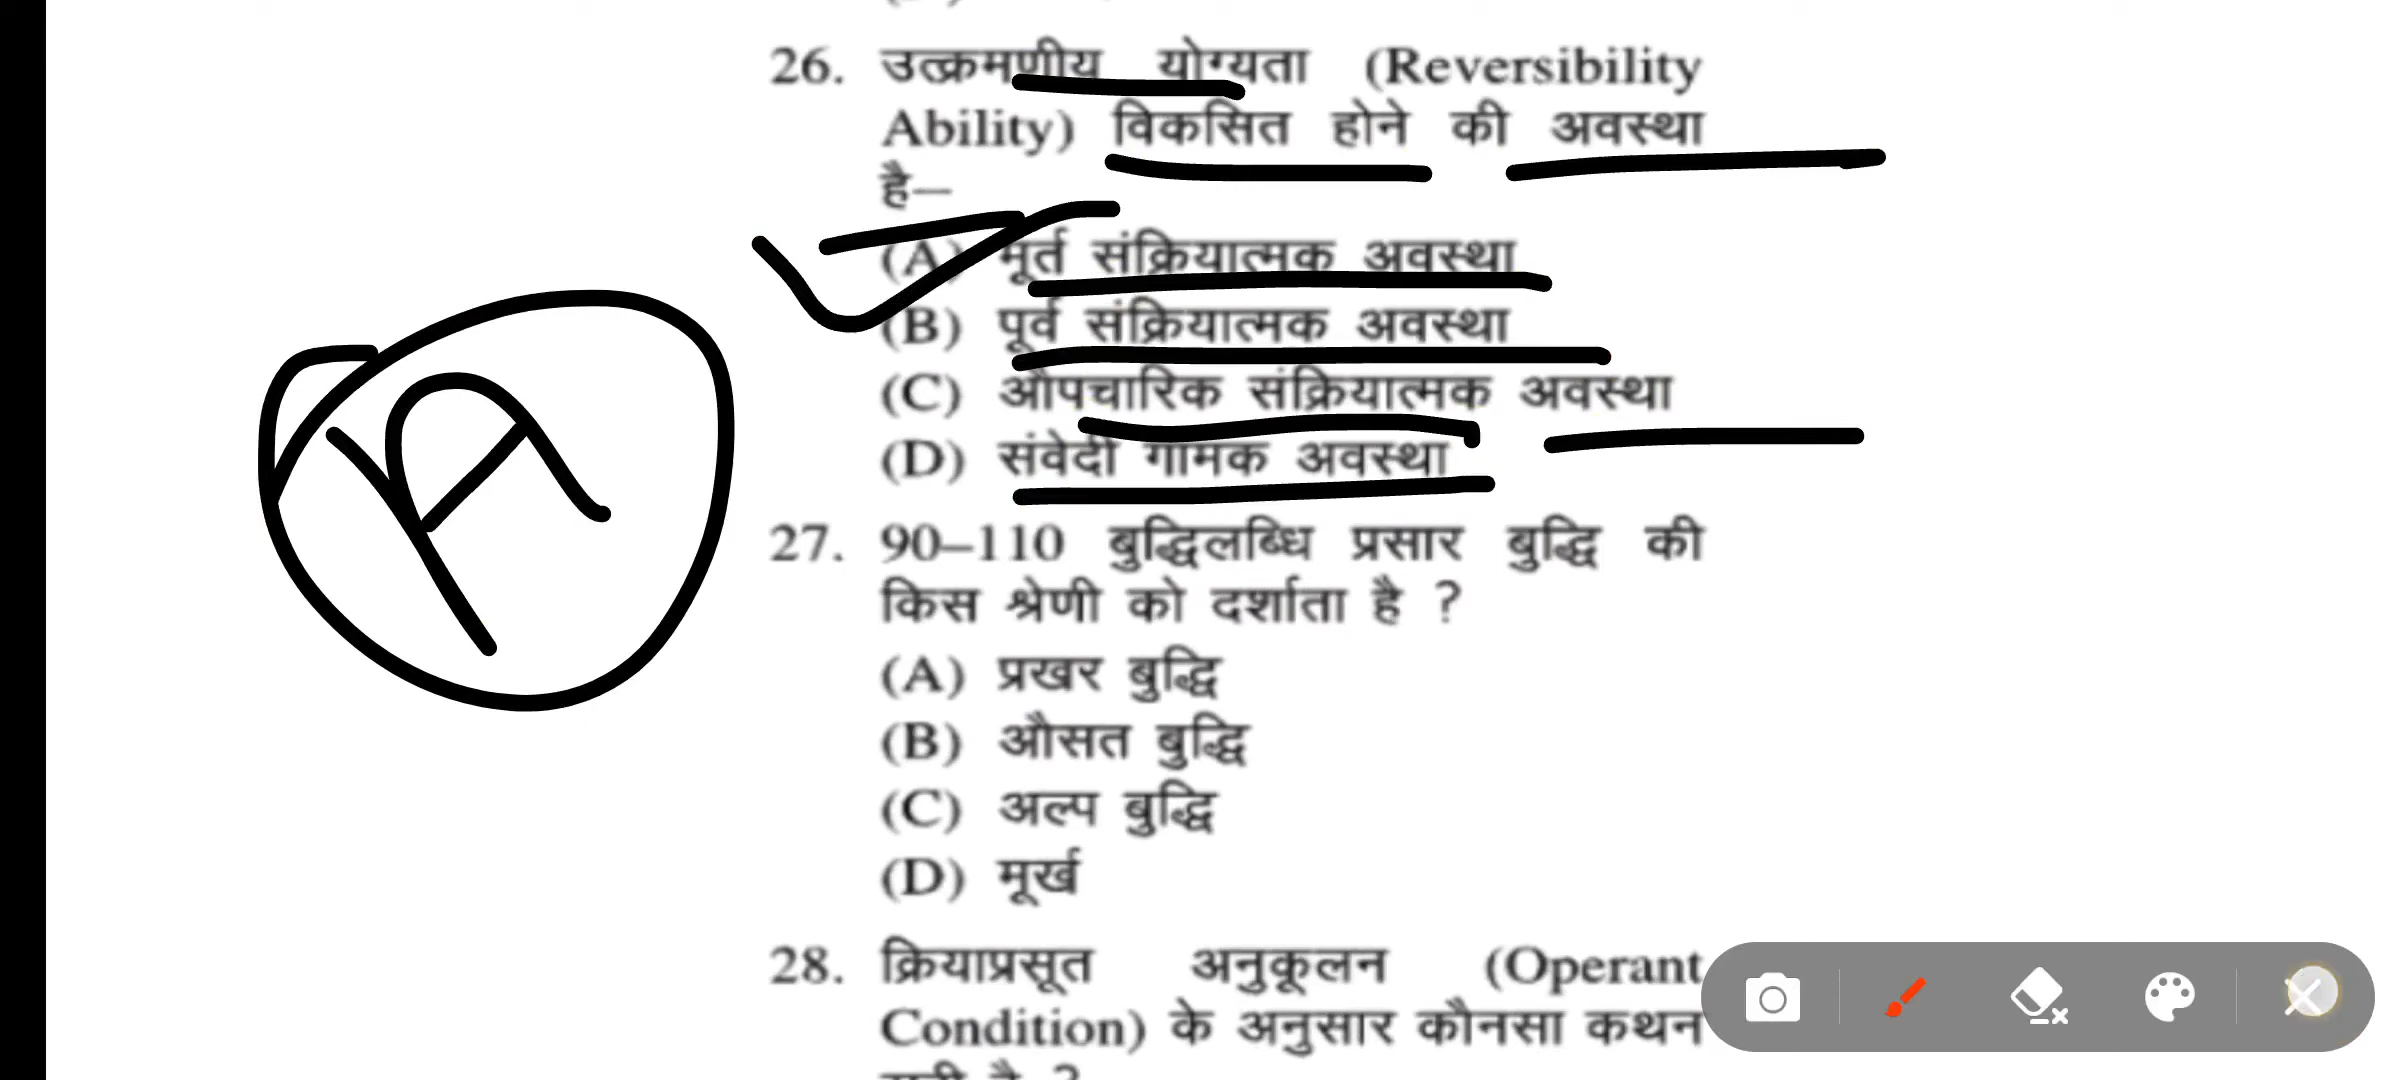 26. उत्क्रमणीय योग्यता (Reversibility
Ability) विकसित होने की अवस्था
है—
(A) मूर्त संक्रियात्मक अवस्था
(B) पूर्व संक्रियात्मक अवस्था
(C) औपचारिक संक्रियात्मक अवस्था
(D) संवेदी गामक अवस्था
A
27. 90–110 बुद्धिलब्धि प्रसार बुद्धि की
किस श्रेणी को दर्शाता है ?
(A) प्रखर बुद्धि
(B) औसत बुद्धि
(C) अल्प बुद्धि
(D) मूर्ख
28. क्रियाप्रसूत अनुकूलन (Operant
Condition) के अनुसार कौनसा कथन